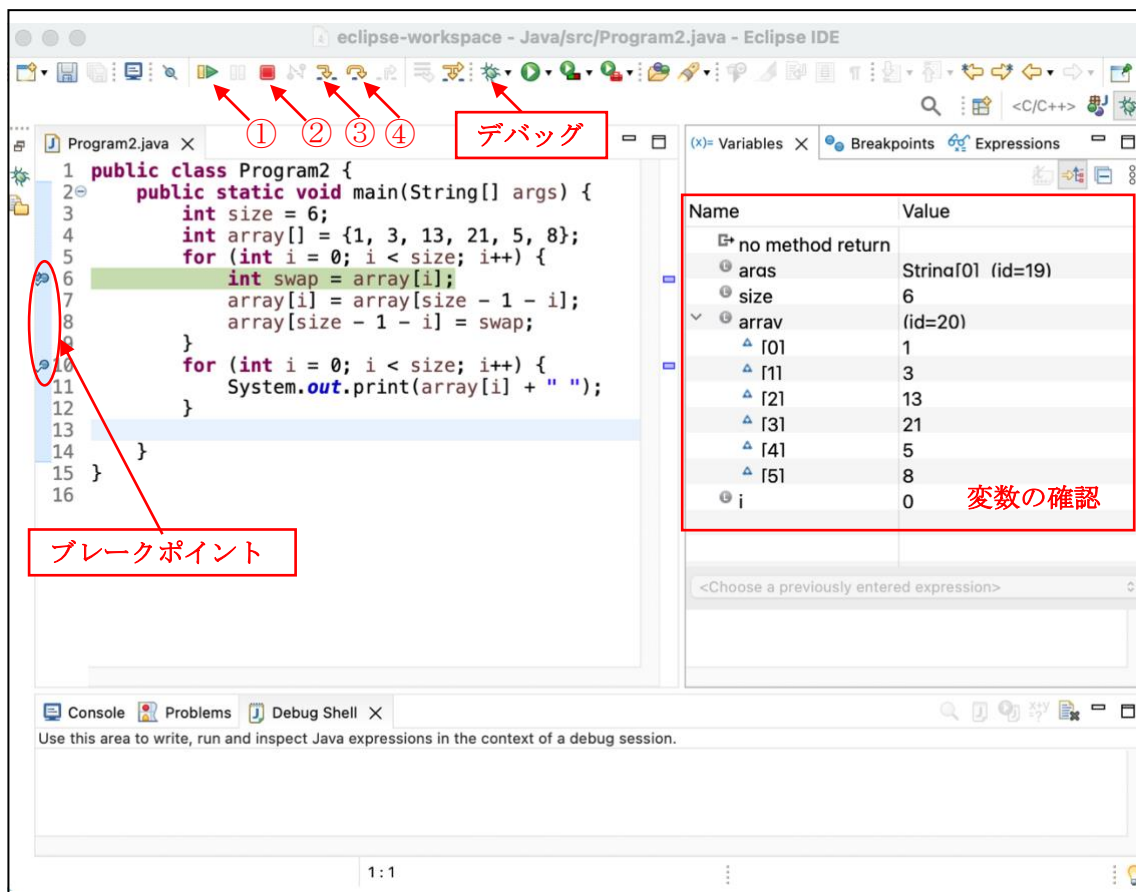 eclipse-workspace - Java/src/Program2.java - Eclipse IDE
① ② ③ ④ デバッグ
<C/C++>
Program2.java
(x)= Variables Breakpoints Expressions
1 public class Program2 {
2 public static void main(String[] args) {
3 int size = 6;
4 int array[] = {1, 3, 13, 21, 5, 8};
5 for (int i = 0; i < size; i++) {
6 int swap = array[i];
7 array[i] = array[size - 1 - i];
8 array[size - 1 - i] = swap;
9 }
10 for (int i = 0; i < size; i++) {
11 System.out.print(array[i] + " ");
12 }
13
14 }
15 }
16
ブレークポイント
Name Value
no method return
args String[0] (id=19)
size 6
array (id=20)
[0] 1
[1] 3
[2] 13
[3] 21
[4] 5
[5] 8
i 0
変数の確認
<Choose a previously entered expression>
Console Problems Debug Shell
Use this area to write, run and inspect Java expressions in the context of a debug session.
1:1